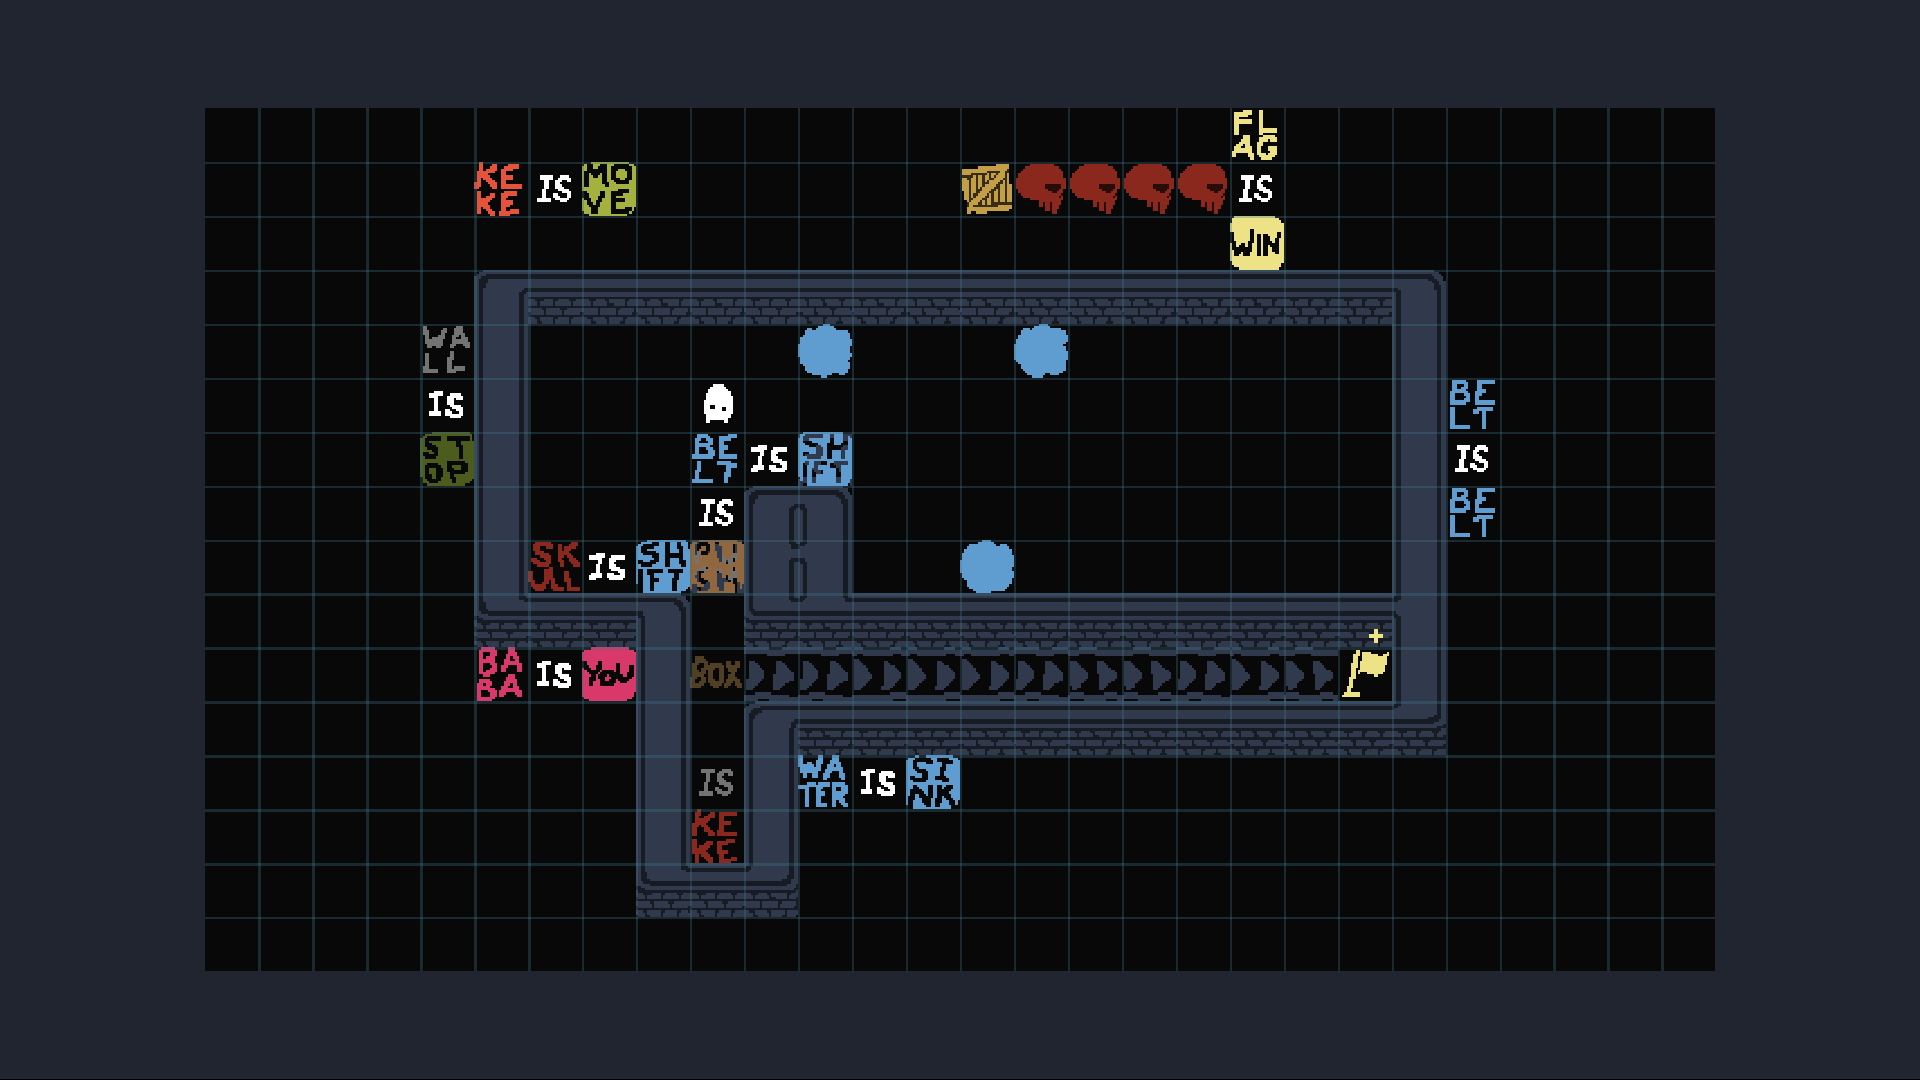 FLAG
KEKE IS MOVE IS
WIN
WALL
IS BELT
STOP BELT IS SHIFT IS
IS BELT
SKULL IS SHIFT PUSH
BABA IS YOU BOX
IS WATER IS SINK
KEKE